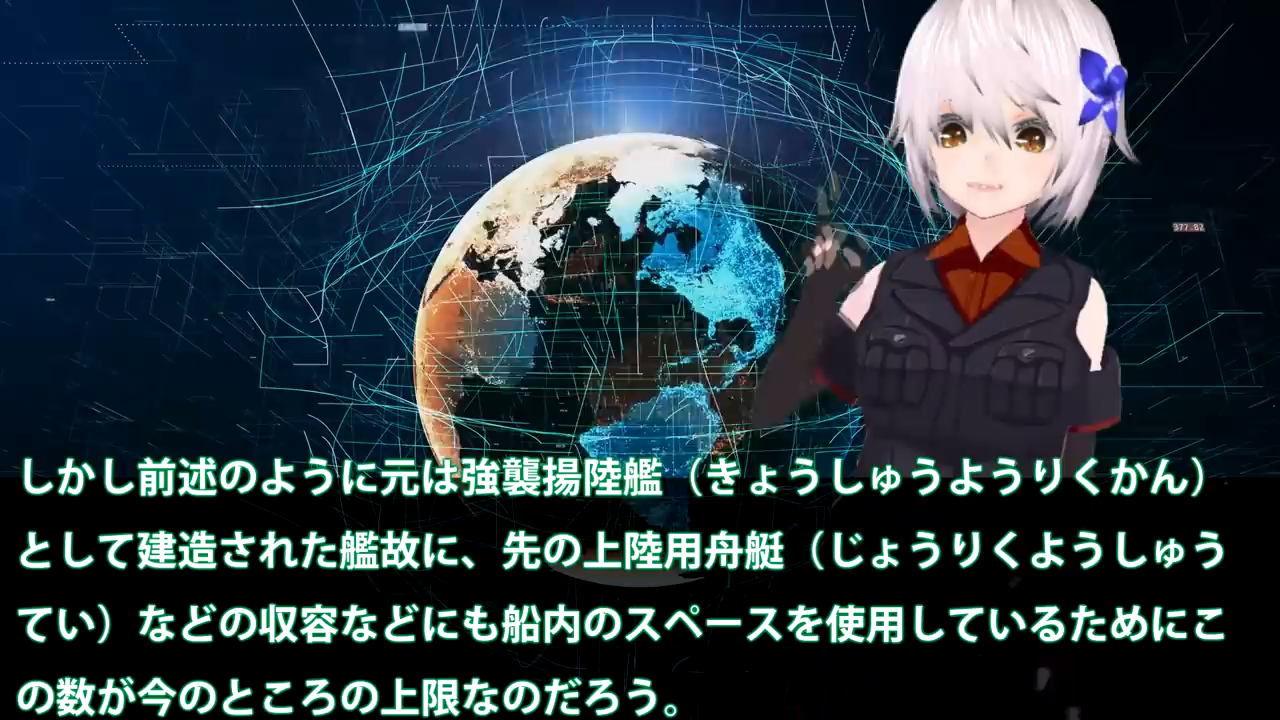 377.82
しかし前述のように元は強襲揚陸艦（きょうしゅうようりくかん）
として建造された艦故に、先の上陸用舟艇（じょうりくようしゅう
てい）などの収容などにも船内のスペースを使用しているためにこ
の数が今のところの上限なのだろう。